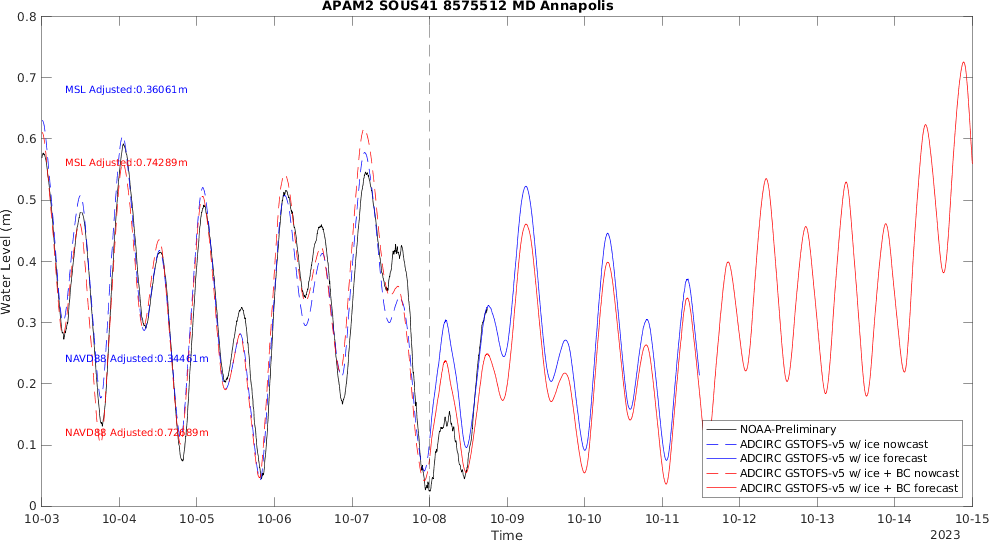 APAM2 SOUS41 8575512 MD Annapolis
0.8
0.7
0.6
0.5
0.4
0.3
0.2
0.1
0
Water Level (m)
MSL Adjusted:0.36061m
MSL Adjusted:0.74289m
NAVD88 Adjusted:0.34461m
NAVD88 Adjusted:0.72689m
NOAA-Preliminary
ADCIRC GSTOFS-v5 w/ ice nowcast
ADCIRC GSTOFS-v5 w/ ice forecast
ADCIRC GSTOFS-v5 w/ ice + BC nowcast
ADCIRC GSTOFS-v5 w/ ice + BC forecast
10-03 10-04 10-05 10-06 10-07 10-08 10-09 10-10 10-11 10-12 10-13 10-14 10-15
Time
2023